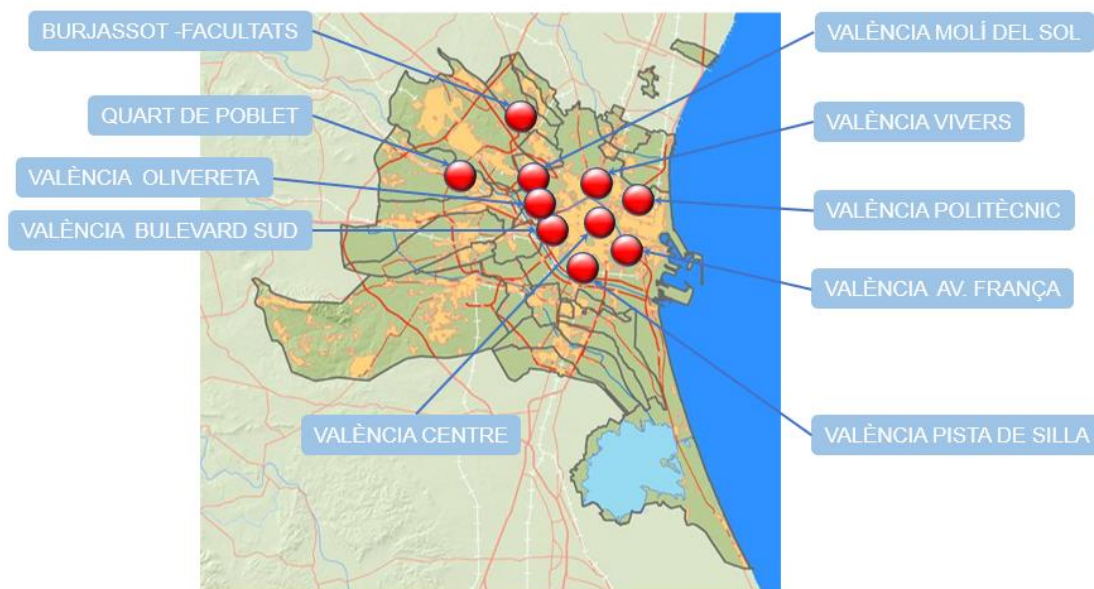 BURJASSOT -FACULTATS
QUART DE POBLET
VALÈNCIA OLIVERETA
VALÈNCIA BULEVARD SUD
VALÈNCIA MOLÍ DEL SOL
VALÈNCIA VIVERS
VALÈNCIA POLITÈCNIC
VALÈNCIA AV. FRANÇA
VALÈNCIA CENTRE
VALÈNCIA PISTA DE SILLA